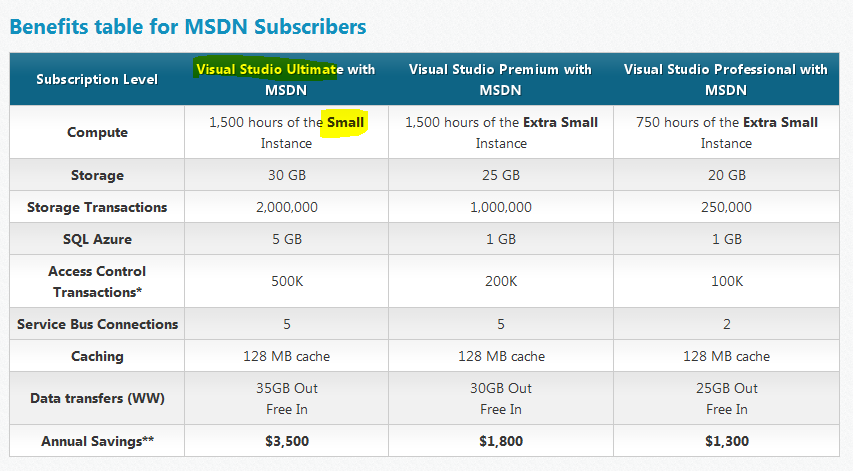 Benefits table for MSDN Subscribers
Subscription Level
Visual Studio Ultimate with
MSDN
Visual Studio Premium with
MSDN
Visual Studio Professional with
MSDN
Compute
1,500 hours of the Small
Instance
1,500 hours of the Extra Small
Instance
750 hours of the Extra Small
Instance
Storage
30 GB
25 GB
20 GB
Storage Transactions
2,000,000
1,000,000
250,000
SQL Azure
5 GB
1 GB
1 GB
Access Control
Transactions*
500K
200K
100K
Service Bus Connections
5
5
2
Caching
128 MB cache
128 MB cache
128 MB cache
Data transfers (WW)
35GB Out
Free In
30GB Out
Free In
25GB Out
Free In
Annual Savings**
$3,500
$1,800
$1,300